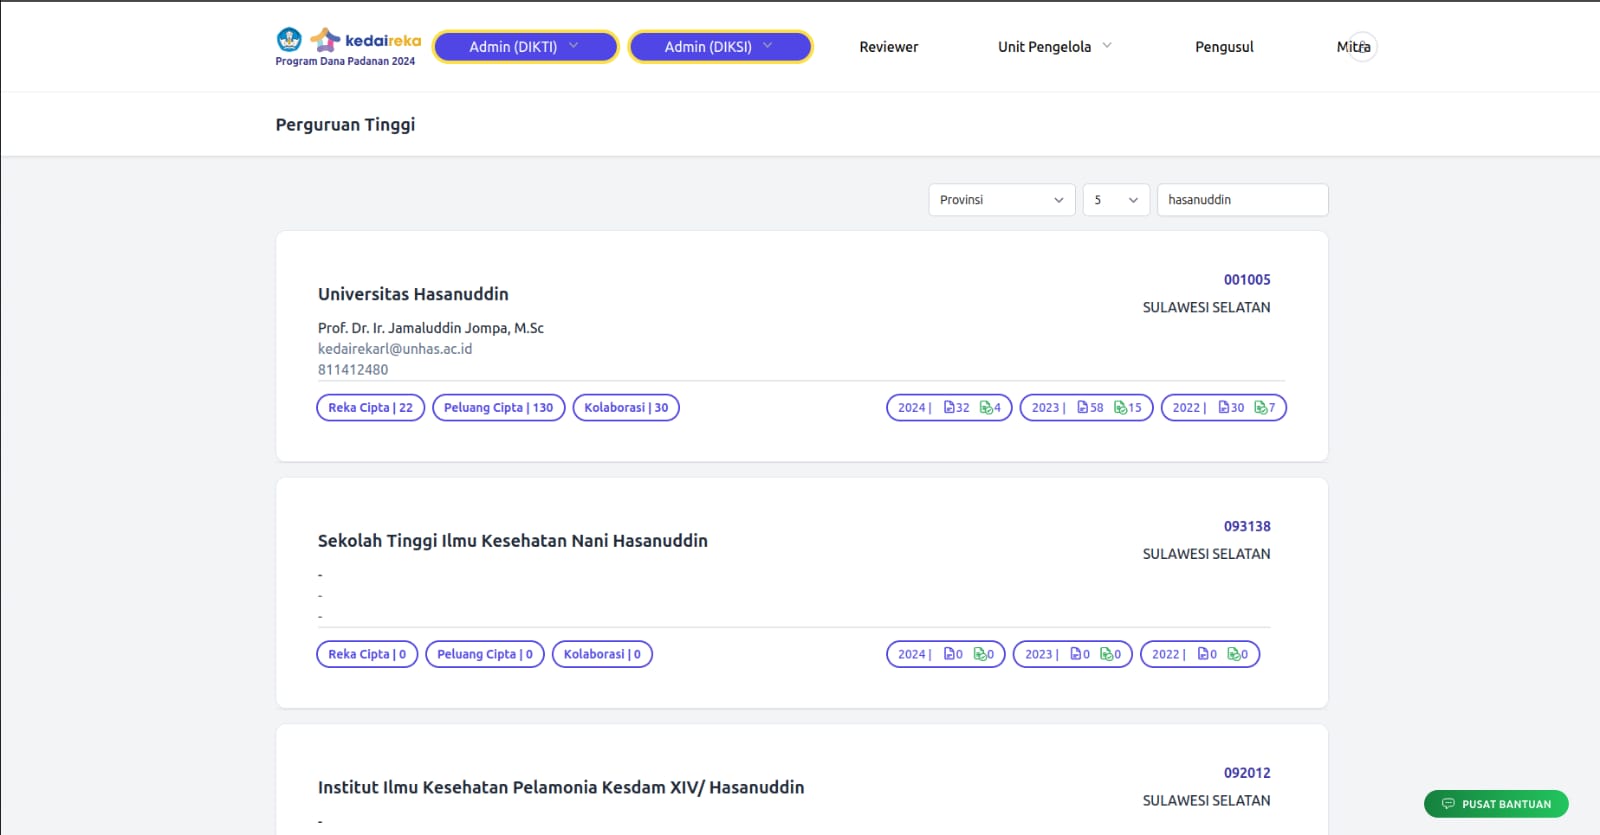 kedaireka
Program Dana Padanan 2024
Admin (DIKTI)
Admin (DIKSI)
Reviewer
Unit Pengelola
Pengusul
Mitra
Perguruan Tinggi
Provinsi
5
hasanuddin
001005
Universitas Hasanuddin
SULAWESI SELATAN
Prof. Dr. Ir. Jamaluddin Jompa, M.Sc
kedairekarl@unhas.ac.id
811412480
Reka Cipta | 22
Peluang Cipta | 130
Kolaborasi | 30
2024 | 32 4
2023 | 58 15
2022 | 30 7
093138
Sekolah Tinggi Ilmu Kesehatan Nani Hasanuddin
SULAWESI SELATAN
-
-
-
Reka Cipta | 0
Peluang Cipta | 0
Kolaborasi | 0
2024 | 0 0
2023 | 0 0
2022 | 0 0
092012
Institut Ilmu Kesehatan Pelamonia Kesdam XIV/ Hasanuddin
SULAWESI SELATAN
-
PUSAT BANTUAN